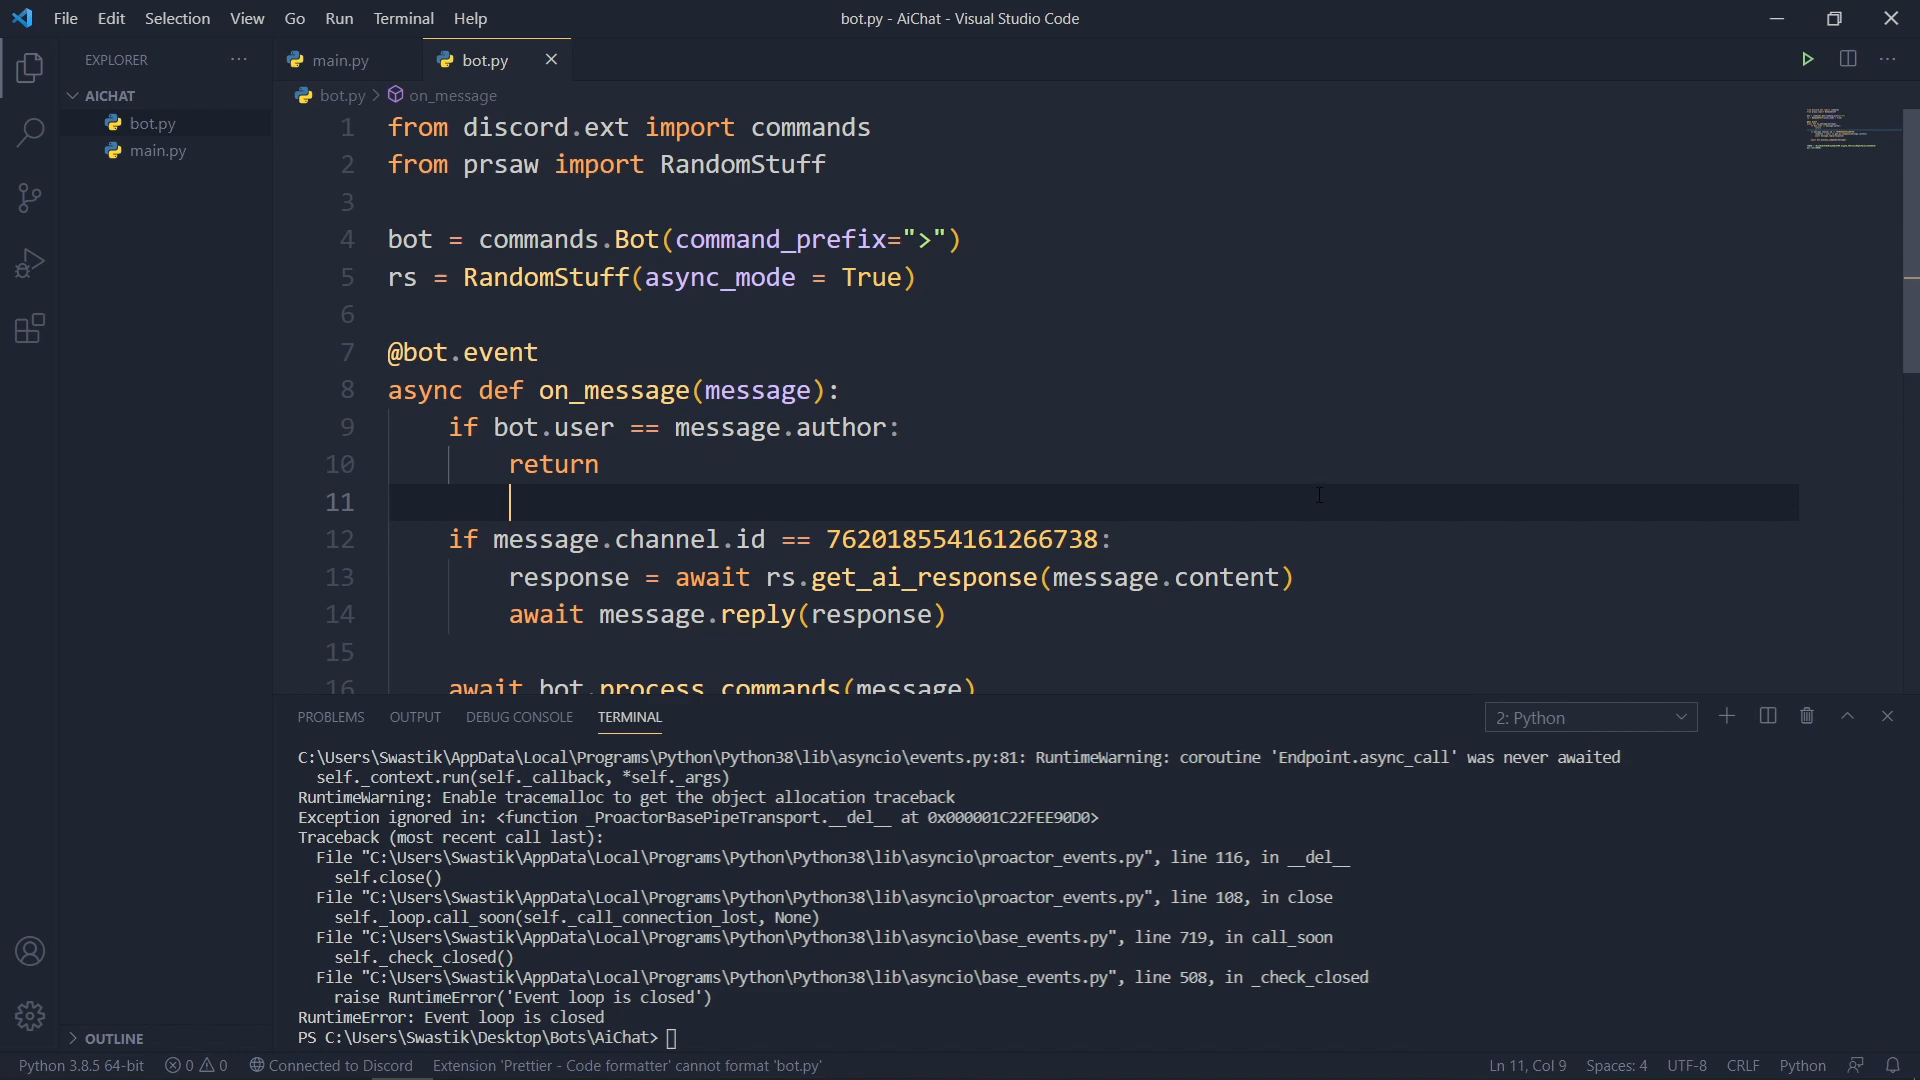 File Edit Selection View Go Run Terminal Help
bot.py - AiChat - Visual Studio Code
EXPLORER
main.py
bot.py
AICHAT
bot.py
main.py
bot.py > on_message
1 from discord.ext import commands
2 from prsaw import RandomStuff
3
4 bot = commands.Bot(command_prefix=">")
5 rs = RandomStuff(async_mode = True)
6
7 @bot.event
8 async def on_message(message):
9 if bot.user == message.author:
10 return
11
12 if message.channel.id == 762018554161266738:
13 response = await rs.get_ai_response(message.content)
14 await message.reply(response)
15
16 await bot.process_commands(message)
PROBLEMS OUTPUT DEBUG CONSOLE TERMINAL
2: Python
C:\Users\Swastik\AppData\Local\Programs\Python\Python38\lib\asyncio\events.py:81: RuntimeWarning: coroutine 'Endpoint.async_call' was never awaited
self._context.run(self._callback, *self._args)
RuntimeWarning: Enable tracemalloc to get the object allocation traceback
Exception ignored in: <function _ProactorBasePipeTransport.__del__ at 0x000001C22FEE90D0>
Traceback (most recent call last):
File "C:\Users\Swastik\AppData\Local\Programs\Python\Python38\lib\asyncio\proactor_events.py", line 116, in __del__
self.close()
File "C:\Users\Swastik\AppData\Local\Programs\Python\Python38\lib\asyncio\proactor_events.py", line 108, in close
self._loop.call_soon(self._call_connection_lost, None)
File "C:\Users\Swastik\AppData\Local\Programs\Python\Python38\lib\asyncio\base_events.py", line 719, in call_soon
self._check_closed()
File "C:\Users\Swastik\AppData\Local\Programs\Python\Python38\lib\asyncio\base_events.py", line 508, in _check_closed
raise RuntimeError('Event loop is closed')
RuntimeError: Event loop is closed
PS C:\Users\Swastik\Desktop\Bots\AiChat>
OUTLINE
Python 3.8.5 64-bit 0 0 Connected to Discord Extension 'Prettier - Code formatter' cannot format 'bot.py'
Ln 11, Col 9 Spaces: 4 UTF-8 CRLF Python